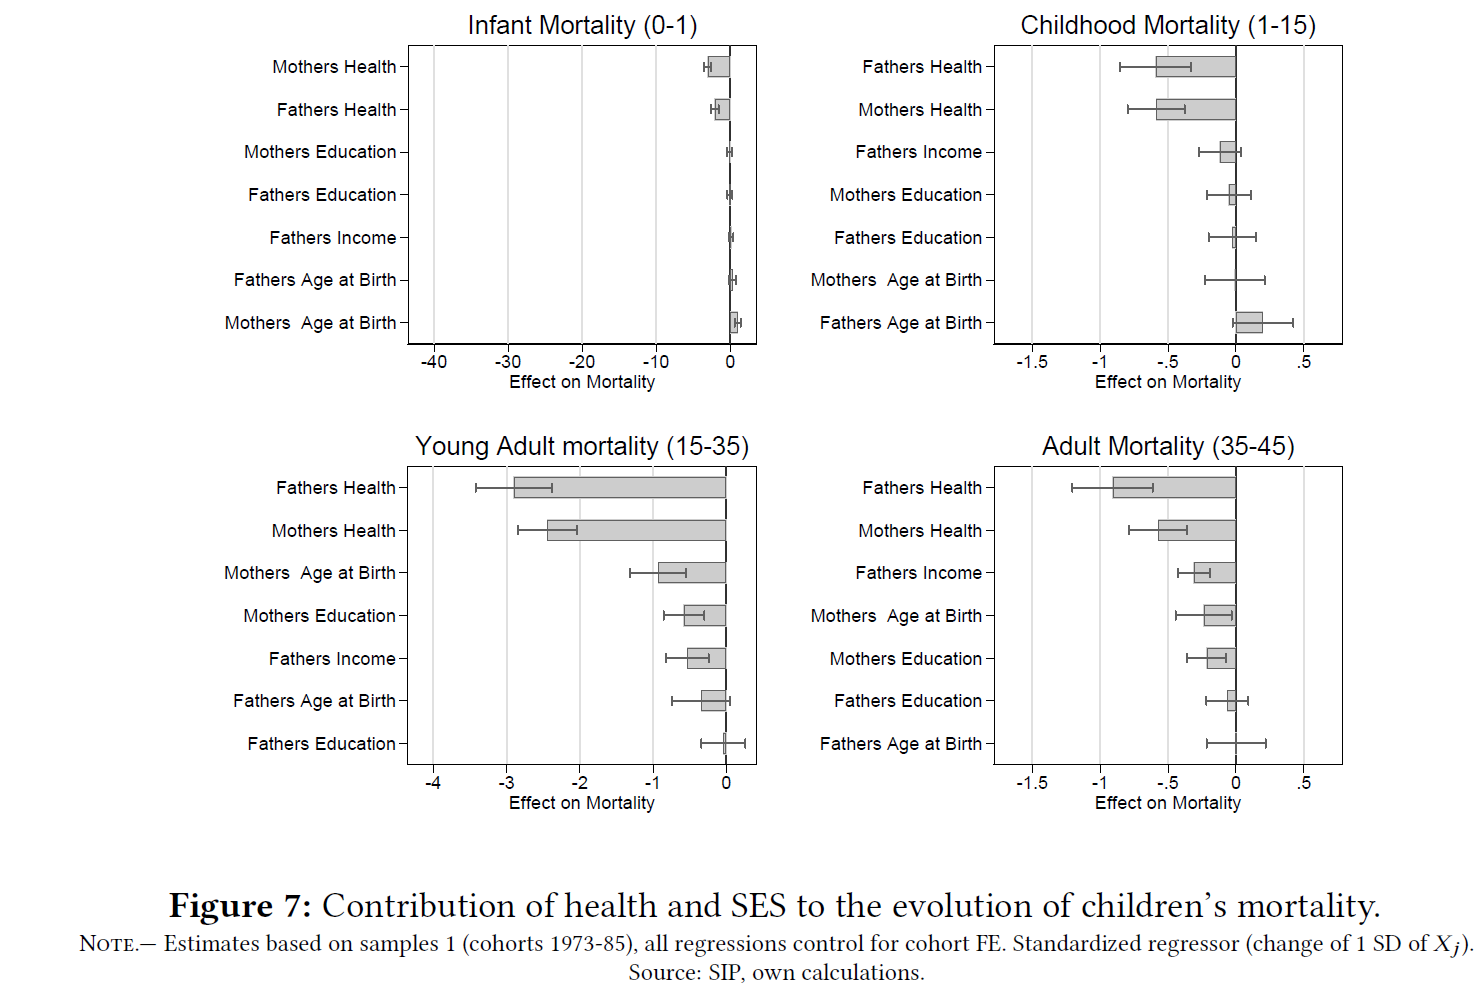 Infant Mortality (0-1)
Mothers Health
Fathers Health
Mothers Education
Fathers Education
Fathers Income
Fathers Age at Birth
Mothers  Age at Birth
-40 -30 -20 -10 0
Effect on Mortality
Childhood Mortality (1-15)
Fathers Health
Mothers Health
Fathers Income
Mothers Education
Fathers Education
Mothers  Age at Birth
Fathers Age at Birth
-1.5 -1 -.5 0 .5
Effect on Mortality
Young Adult mortality (15-35)
Fathers Health
Mothers Health
Mothers  Age at Birth
Mothers Education
Fathers Income
Fathers Age at Birth
Fathers Education
-4 -3 -2 -1 0
Effect on Mortality
Adult Mortality (35-45)
Fathers Health
Mothers Health
Fathers Income
Mothers  Age at Birth
Mothers Education
Fathers Education
Fathers Age at Birth
-1.5 -1 -.5 0 .5
Effect on Mortality
Figure 7: Contribution of health and SES to the evolution of children's mortality.
NOTE.— Estimates based on samples 1 (cohorts 1973-85), all regressions control for cohort FE. Standardized regressor (change of 1 SD of Xj).
Source: SIP, own calculations.